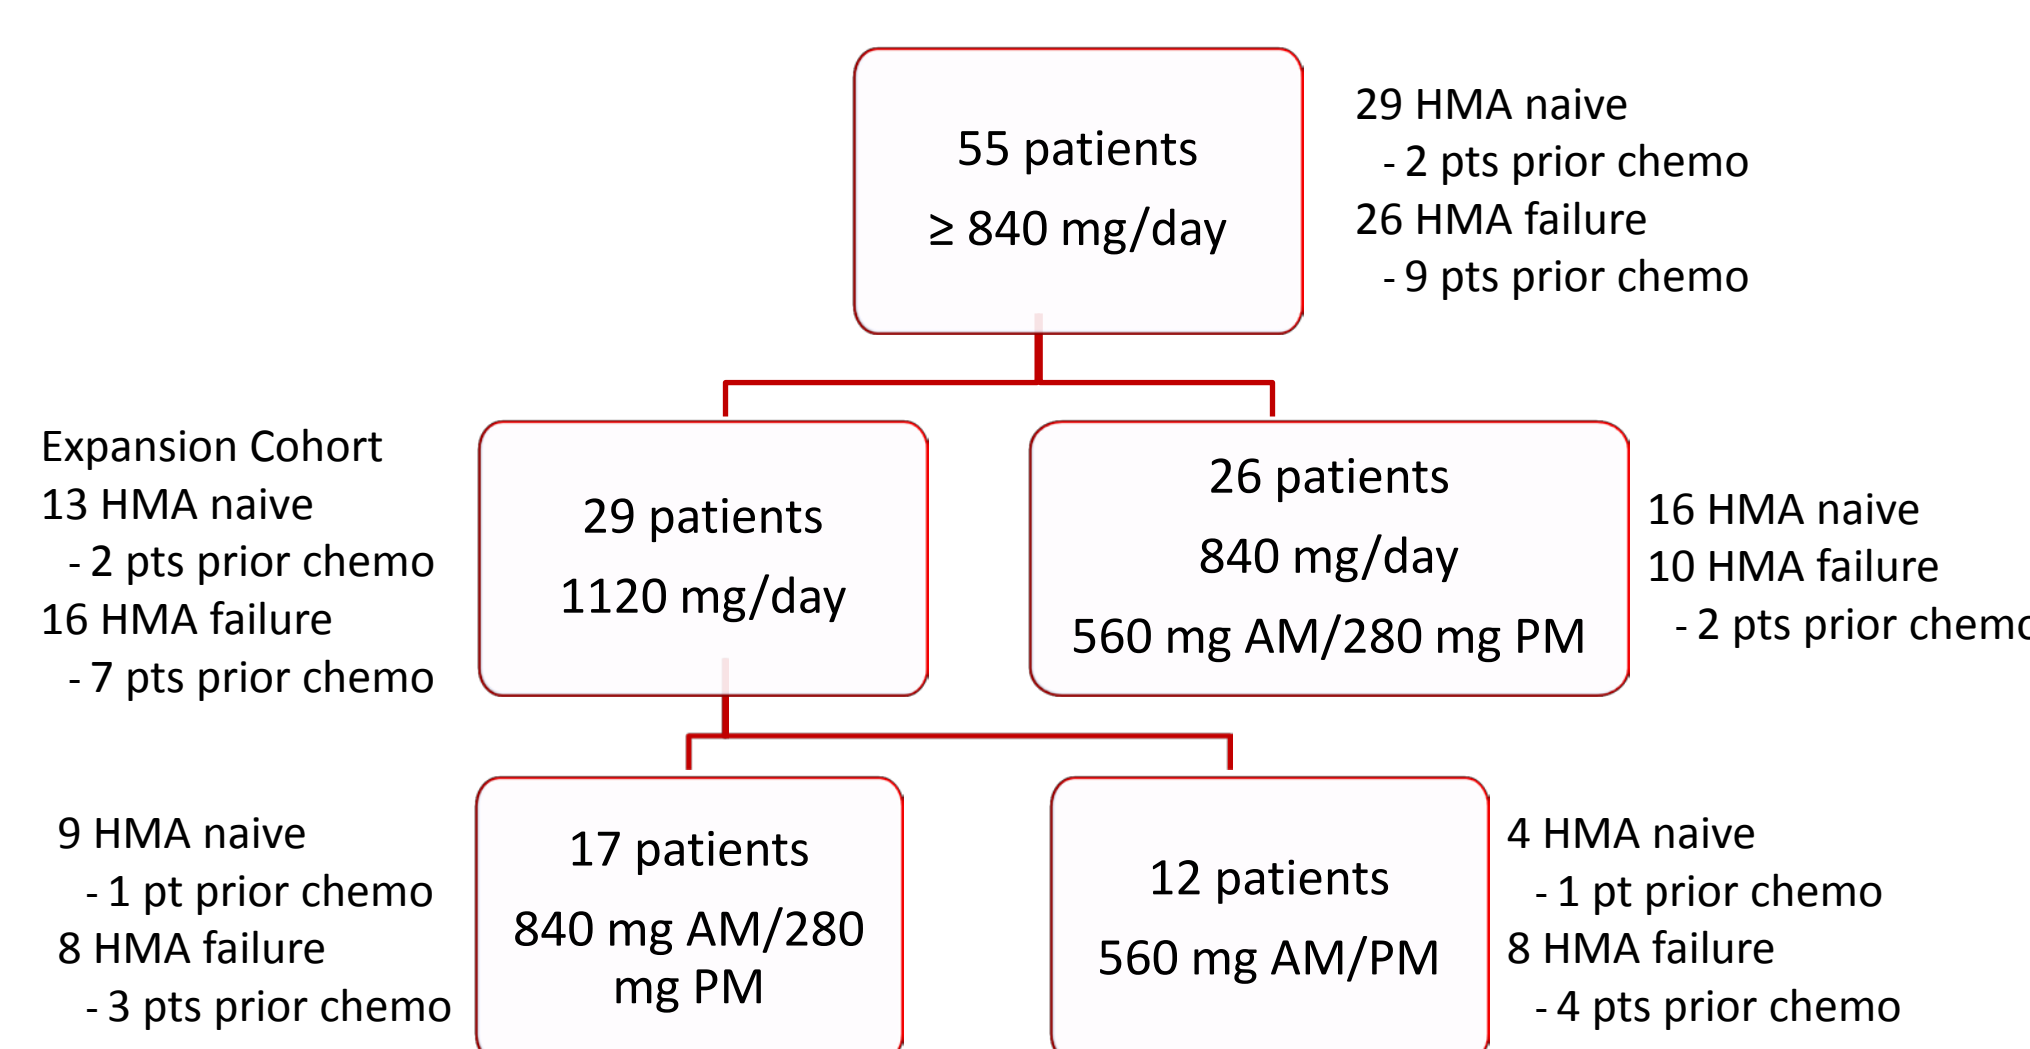 55 patients
≥ 840 mg/day
29 HMA naive
- 2 pts prior chemo
26 HMA failure
- 9 pts prior chemo
Expansion Cohort
13 HMA naive
- 2 pts prior chemo
16 HMA failure
- 7 pts prior chemo
29 patients
1120 mg/day
26 patients
840 mg/day
560 mg AM/280 mg PM
16 HMA naive
10 HMA failure
- 2 pts prior chemo
9 HMA naive
- 1 pt prior chemo
8 HMA failure
- 3 pts prior chemo
17 patients
840 mg AM/280
mg PM
12 patients
560 mg AM/PM
4 HMA naive
- 1 pt prior chemo
8 HMA failure
- 4 pts prior chemo